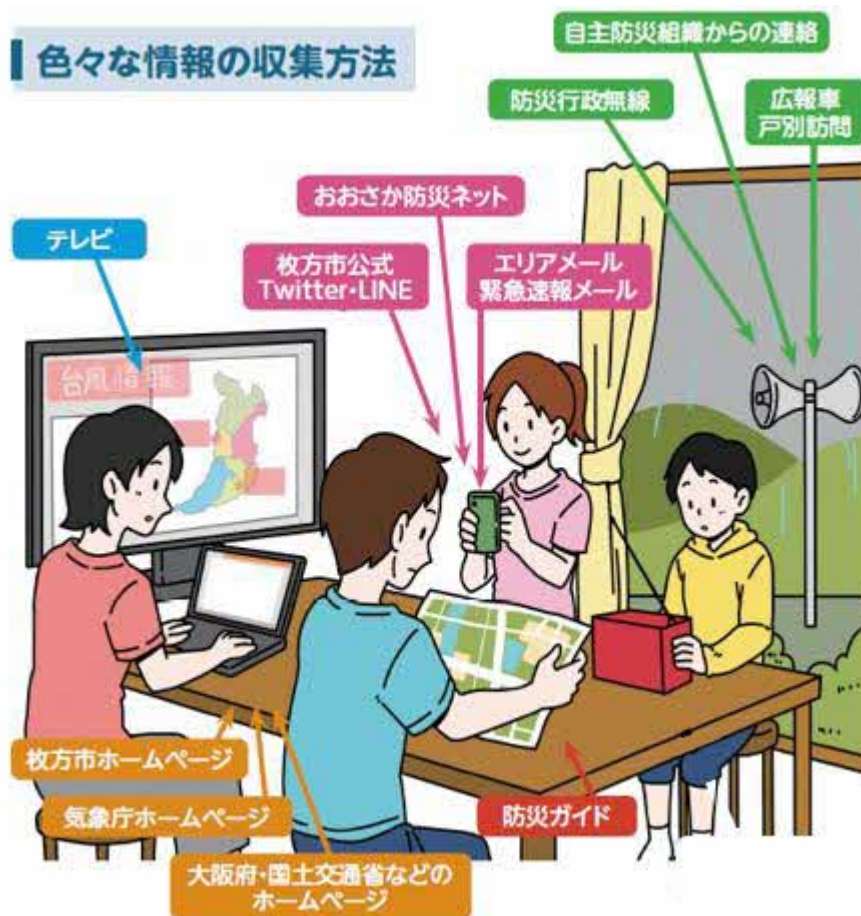 色々な情報の収集方法
自主防災組織からの連絡
防災行政無線
広報車
戸別訪問
おおさか防災ネット
テレビ
枚方市公式
Twitter・LINE
エリアメール
緊急速報メール
台風情報
枚方市ホームページ
気象庁ホームページ
防災ガイド
大阪府・国土交通省などの
ホームページ